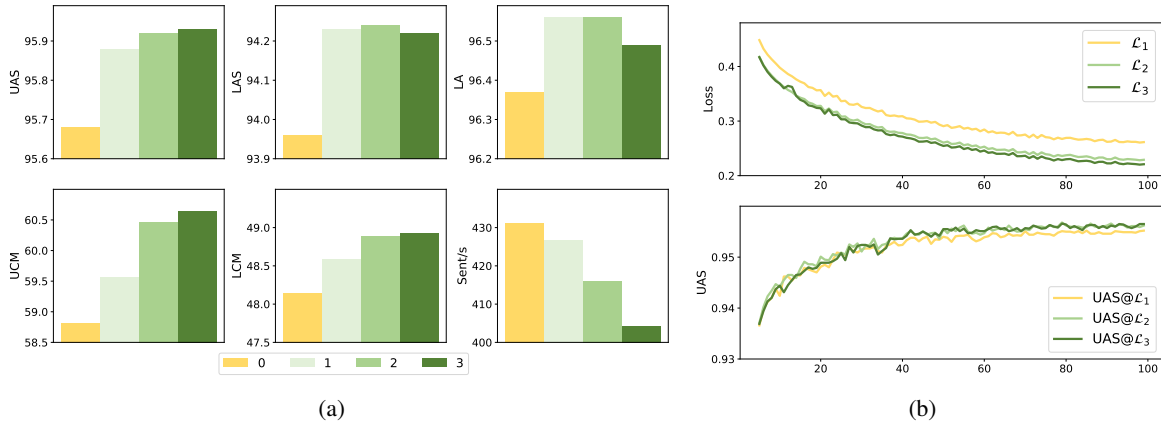 UAS
95.9
95.8
95.7
95.6
LAS
94.2
94.1
94.0
93.9
LA
96.5
96.4
96.3
96.2
UCM
60.5
60.0
59.5
59.0
58.5
LCM
49.5
49.0
48.5
48.0
47.5
Sent/s
430
420
410
400
0 1 2 3
(a)
Loss
0.4
0.3
0.2
ℒ1
ℒ2
ℒ3
20 40 60 80 100
UAS
0.95
0.94
0.93
UAS@ℒ1
UAS@ℒ2
UAS@ℒ3
20 40 60 80 100
(b)